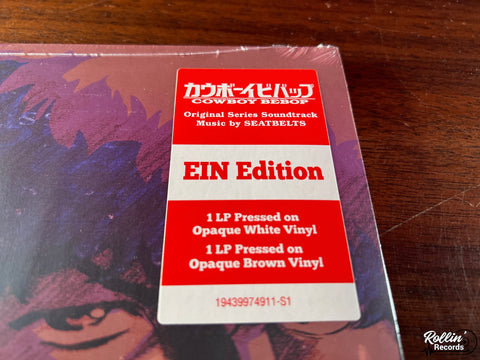 カウボーイビバップ
COWBOY BEBOP
Original Series Soundtrack
Music by SEATBELTS
EIN Edition
1 LP Pressed on
Opaque White Vinyl
1 LP Pressed on
Opaque Brown Vinyl
19439974911-S1
Rollin'
Records